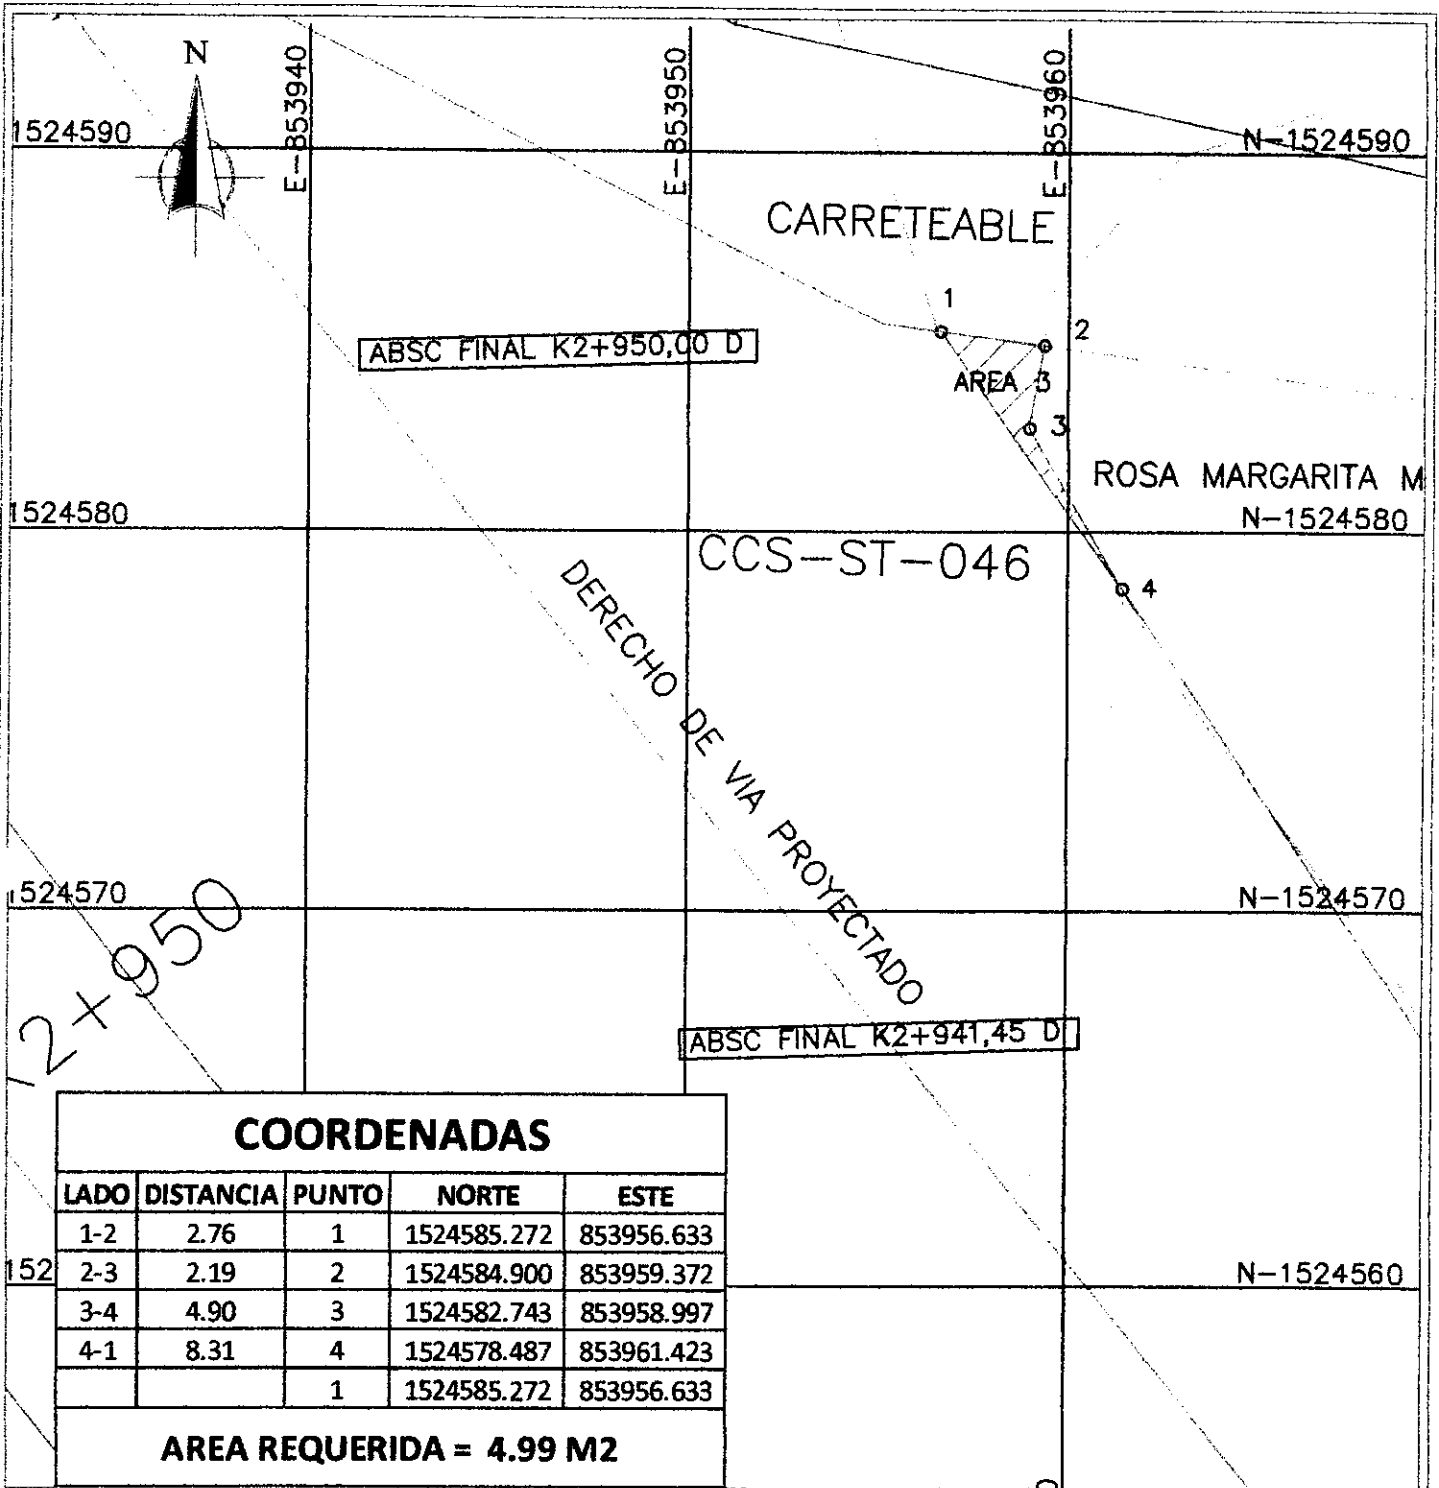 N
E-853940
E-853950
E-853960
1524590
N-1524590
CARRETEABLE
1
2
ABSC FINAL K2+950,00 D
AREA 3
3
ROSA MARGARITA M
1524580
N-1524580
CCS-ST-046
4
DERECHO DE VIA PROYECTADO
1524570
N-1524570
2+950
ABSC FINAL K2+941,45 D
COORDENADAS
LADO DISTANCIA PUNTO NORTE ESTE
1-2 2.76 1 1524585.272 853956.633
152 2-3 2.19 2 1524584.900 853959.372
N-1524560
3-4 4.90 3 1524582.743 853958.997
4-1 8.31 4 1524578.487 853961.423
1 1524585.272 853956.633
AREA REQUERIDA = 4.99 M2
0